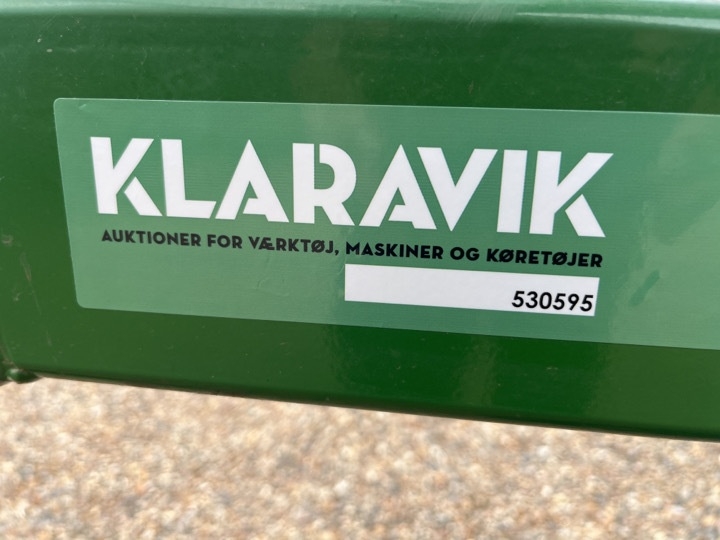 KLARAVIK
AUKTIONER FOR VÆRKTØJ, MASKINER OG KØRETØJER
530595